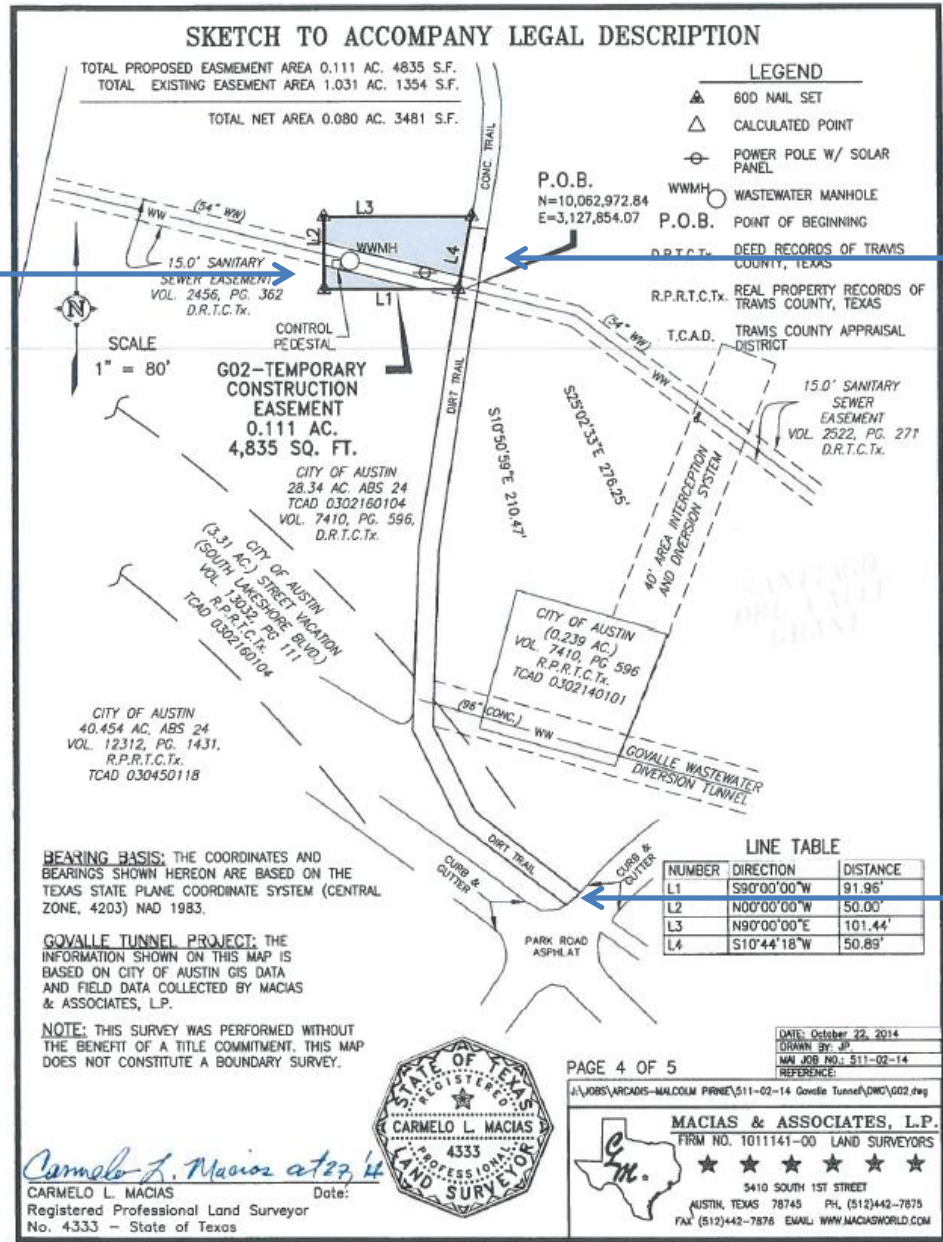 SKETCH TO ACCOMPANY LEGAL DESCRIPTION
TOTAL PROPOSED EASMEMENT AREA 0.111 AC. 4835 S.F.
TOTAL EXISTING EASEMENT AREA 1.031 AC. 1354 S.F.
TOTAL NET AREA 0.080 AC. 3481 S.F.
LEGEND
60D NAIL SET
CALCULATED POINT
POWER POLE W/ SOLAR
PANEL
WWMH WASTEWATER MANHOLE
P.O.B. POINT OF BEGINNING
D.R.T.C.Tx. DEED RECORDS OF TRAVIS
COUNTY, TEXAS
R.P.R.T.C.Tx. REAL PROPERTY RECORDS OF
TRAVIS COUNTY, TEXAS
T.C.A.D. TRAVIS COUNTY APPRAISAL
DISTRICT
CONC. TRAIL
P.O.B.
N=10,062,972.84
E=3,127,854.07
(54" WW)
WW
L3
L2
L4
L1
WWMH
15.0' SANITARY
SEWER EASEMENT
VOL. 2456, PG. 362
D.R.T.C.Tx.
N
SCALE
1" = 80'
CONTROL
PEDESTAL
G02-TEMPORARY
CONSTRUCTION
EASEMENT
0.111 AC.
4,835 SQ. FT.
DIRT TRAIL
(54" WW)
WW
15.0' SANITARY
SEWER
EASEMENT
VOL. 2522, PG. 271
D.R.T.C.Tx.
S10°50'59"E 210.47'
S25°02'33"E 276.25'
40' AREA INTERCEPTION
AND DIVERSION SYSTEM
CITY OF AUSTIN
28.34 AC. ABS 24
TCAD 0302160104
VOL. 7410, PG. 596,
D.R.T.C.Tx.
CITY OF AUSTIN
(3.31 AC.) STREET VACATION
(SOUTH LAKESHORE BLVD.)
VOL. 13032, PG 111
R.P.R.T.C.Tx.
TCAD 0302160104
SANTIAGO
DEL VALLE
GRANT
CITY OF AUSTIN
(0.239 AC.)
VOL. 7410, PG 596
R.P.R.T.C.Tx.
TCAD 0302140101
CITY OF AUSTIN
40.454 AC. ABS 24
VOL. 12312, PG. 1431,
R.P.R.T.C.Tx.
TCAD 030450118
(96" CONC.)
WW
GOVALLE WASTEWATER
DIVERSION TUNNEL
DIRT TRAIL
CURB &
GUTTER
CURB &
GUTTER
PARK ROAD
ASPHLAT
BEARING BASIS: THE COORDINATES AND
BEARINGS SHOWN HEREON ARE BASED ON THE
TEXAS STATE PLANE COORDINATE SYSTEM (CENTRAL
ZONE, 4203) NAD 1983.
GOVALLE TUNNEL PROJECT: THE
INFORMATION SHOWN ON THIS MAP IS
BASED ON CITY OF AUSTIN GIS DATA
AND FIELD DATA COLLECTED BY MACIAS
& ASSOCIATES, L.P.
NOTE: THIS SURVEY WAS PERFORMED WITHOUT
THE BENEFIT OF A TITLE COMMITMENT. THIS MAP
DOES NOT CONSTITUTE A BOUNDARY SURVEY.
LINE TABLE
NUMBER DIRECTION DISTANCE
L1 S90°00'00"W 91.96'
L2 N00°00'00"W 50.00'
L3 N90°00'00"E 101.44'
L4 S10°44'18"W 50.89'
STATE OF TEXAS
REGISTERED
CARMELO L. MACIAS
4333
PROFESSIONAL
LAND SURVEYOR
Carmelo L. Macias
CARMELO L. MACIAS Date:
Registered Professional Land Surveyor
No. 4333 - State of Texas
DATE: October 22, 2014
DRAWN BY: JP
MAI JOB NO.: 511-02-14
REFERENCE:
PAGE 4 OF 5
J:\JOBS\ARCADIS-MALCOLM PIRNIE\511-02-14 Govalle Tunnel\DWG\G02.dwg
MACIAS & ASSOCIATES, L.P.
FIRM NO. 1011141-00 LAND SURVEYORS
5410 SOUTH 1ST STREET
AUSTIN, TEXAS 78745 PH. (512)442-7875
FAX (512)442-7876 EMAIL: WWW.MACIASWORLD.COM